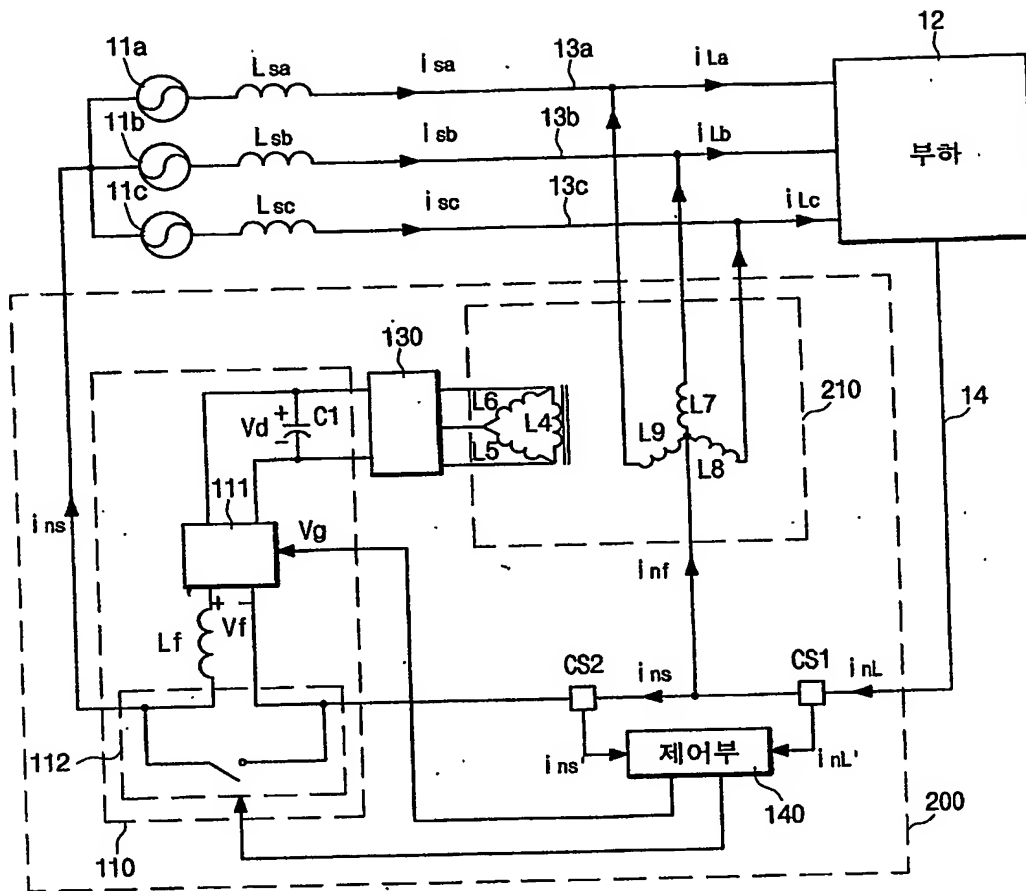 11a
Lsa
isa
13a
iLa
12
11b
Lsb
isb
13b
iLb
부하
11c
Lsc
isc
13c
iLc
130
L6
L4
L5
L7
L9
L8
210
14
+
Vd
C1
−
111
ins
Vg
inf
+
−
Vf
Lf
CS2
ins
CS1
inL
112
ins'
제어부
inL'
140
110
200